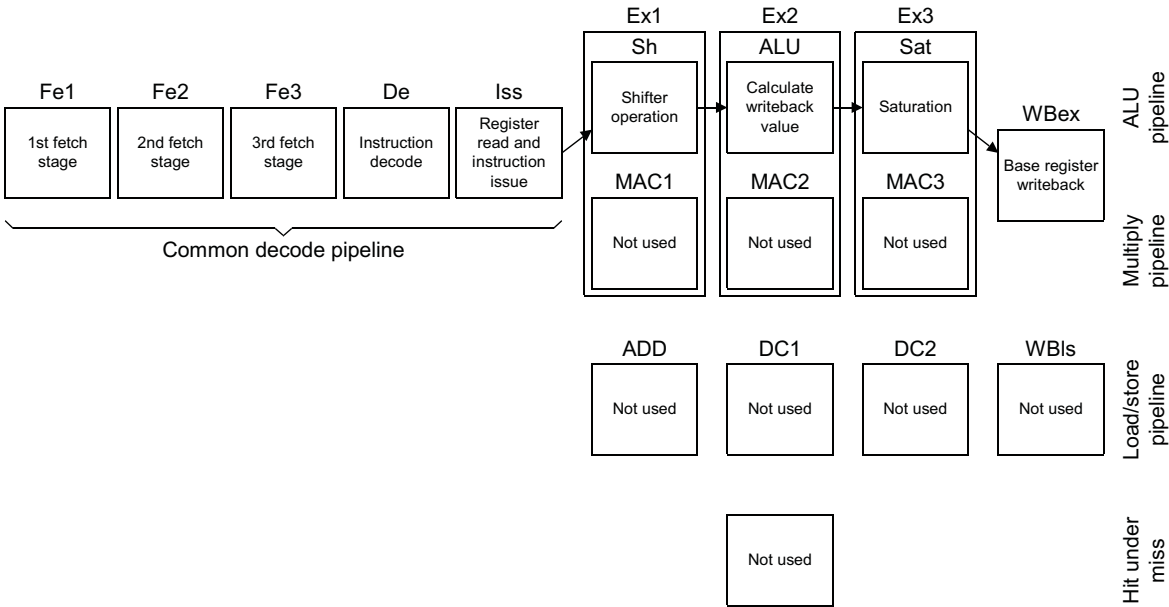 Ex1
Ex2
Ex3
Sh
ALU
Sat
Fe1
Fe2
Fe3
De
Iss
WBex
1st fetch
stage
2nd fetch
stage
3rd fetch
stage
Instruction
decode
Register
read and
instruction
issue
Shifter
operation
Calculate
writeback
value
Saturation
Base register
writeback
ALU
pipeline
Common decode pipeline
MAC1
MAC2
MAC3
Not used
Not used
Not used
Multiply
pipeline
ADD
DC1
DC2
WBls
Not used
Not used
Not used
Not used
Load/store
pipeline
Not used
Hit under
miss